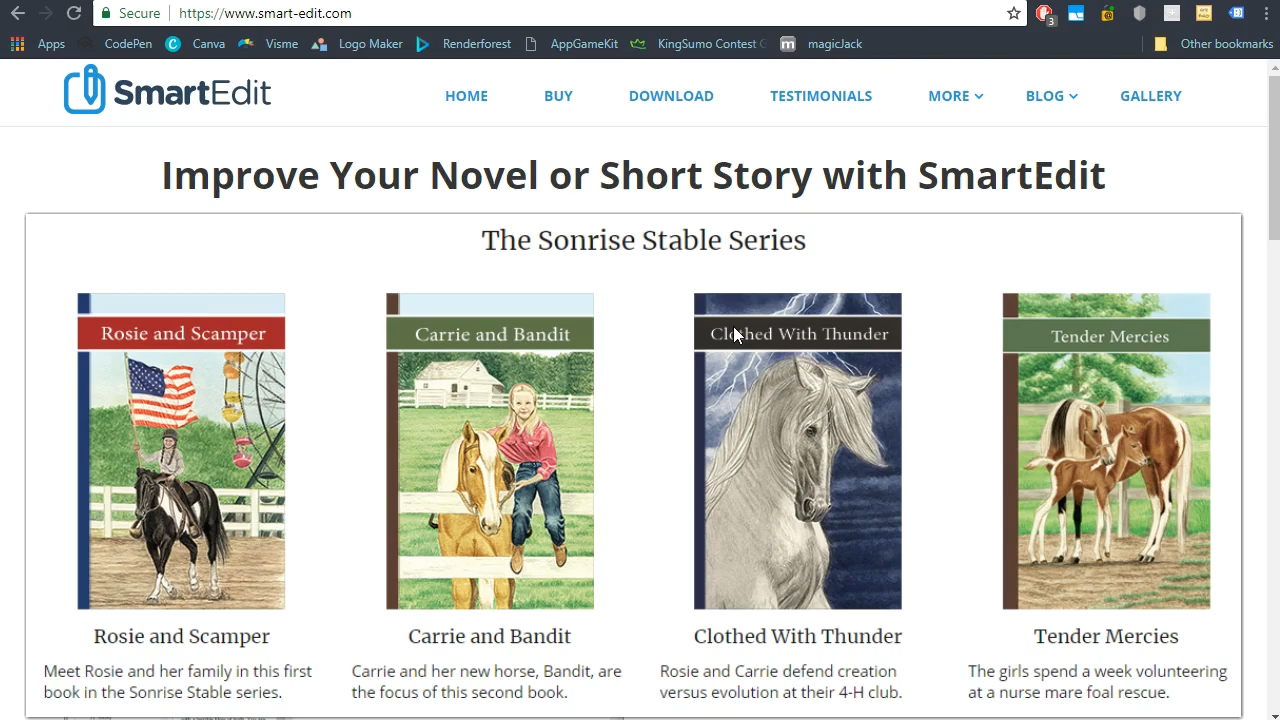 Secure https://www.smart-edit.com
3
Apps CodePen Canva Visme Logo Maker Renderforest AppGameKit KingSumo Contest magicJack Other bookmarks
SmartEdit HOME BUY DOWNLOAD TESTIMONIALS MORE BLOG GALLERY
Improve Your Novel or Short Story with SmartEdit
The Sonrise Stable Series
Rosie and Scamper Carrie and Bandit Clothed With Thunder Tender Mercies
Rosie and Scamper Carrie and Bandit Clothed With Thunder Tender Mercies
Meet Rosie and her family in this first
book in the Sonrise Stable series.
Carrie and her new horse, Bandit, are
the focus of this second book.
Rosie and Carrie defend creation
versus evolution at their 4-H club.
The girls spend a week volunteering
at a nurse mare foal rescue.